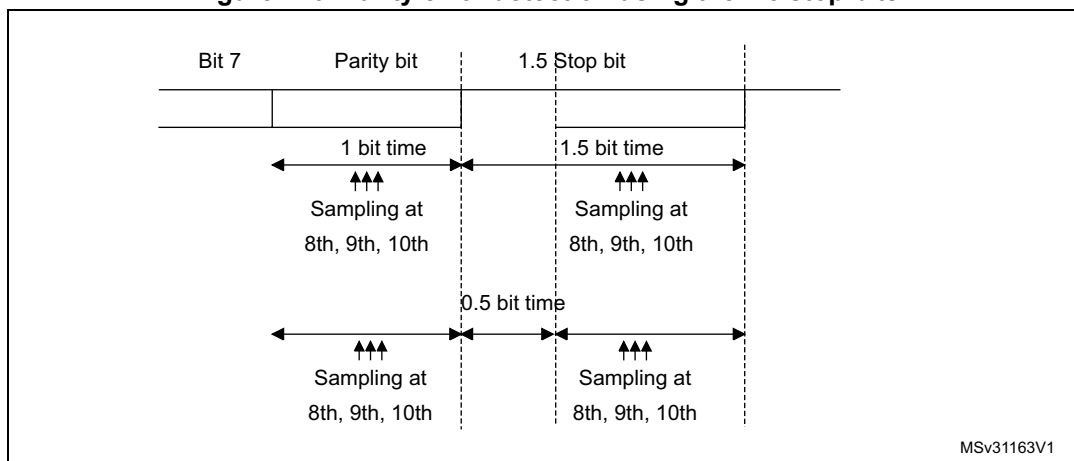 Bit 7 Parity bit 1.5 Stop bit
1 bit time 1.5 bit time
Sampling at Sampling at
8th, 9th, 10th 8th, 9th, 10th
0.5 bit time
Sampling at Sampling at
8th, 9th, 10th 8th, 9th, 10th
MSv31163V1